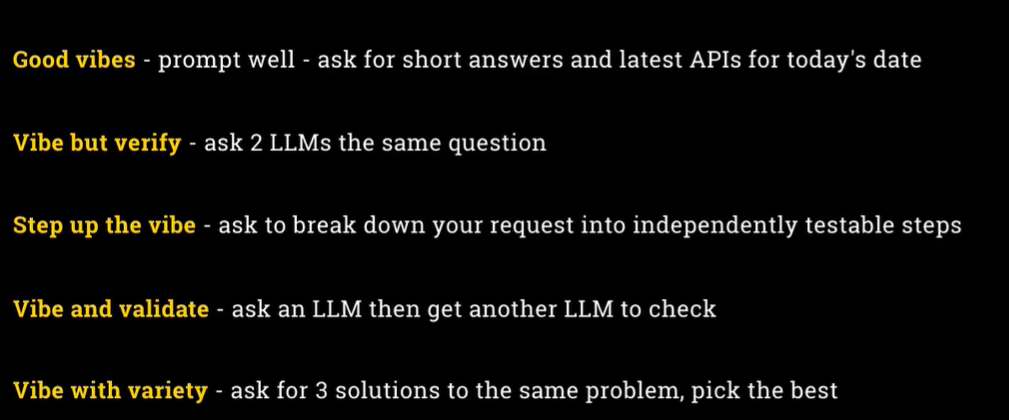 Good vibes - prompt well - ask for short answers and latest APIs for today's date
Vibe but verify - ask 2 LLMs the same question
Step up the vibe - ask to break down your request into independently testable steps
Vibe and validate - ask an LLM then get another LLM to check
Vibe with variety - ask for 3 solutions to the same problem, pick the best